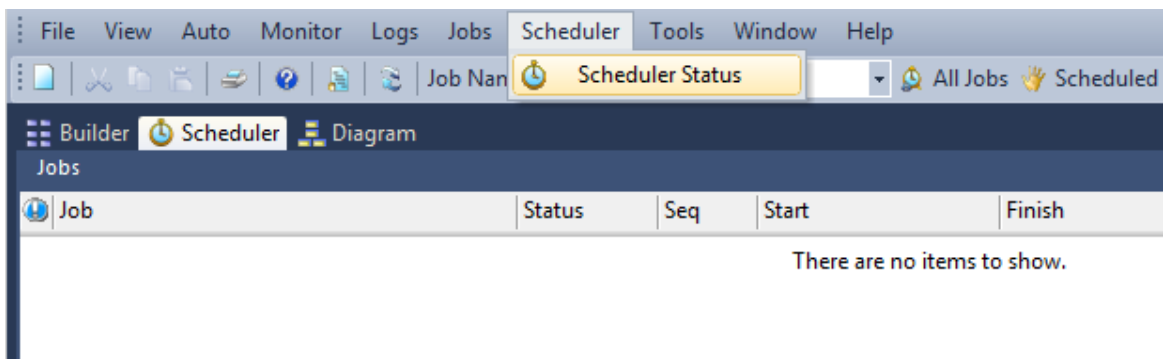 File View Auto Monitor Logs Jobs Scheduler Tools Window Help
Job Nan Scheduler Status All Jobs Scheduled
Builder Scheduler Diagram
Jobs
Job Status Seq Start Finish
There are no items to show.